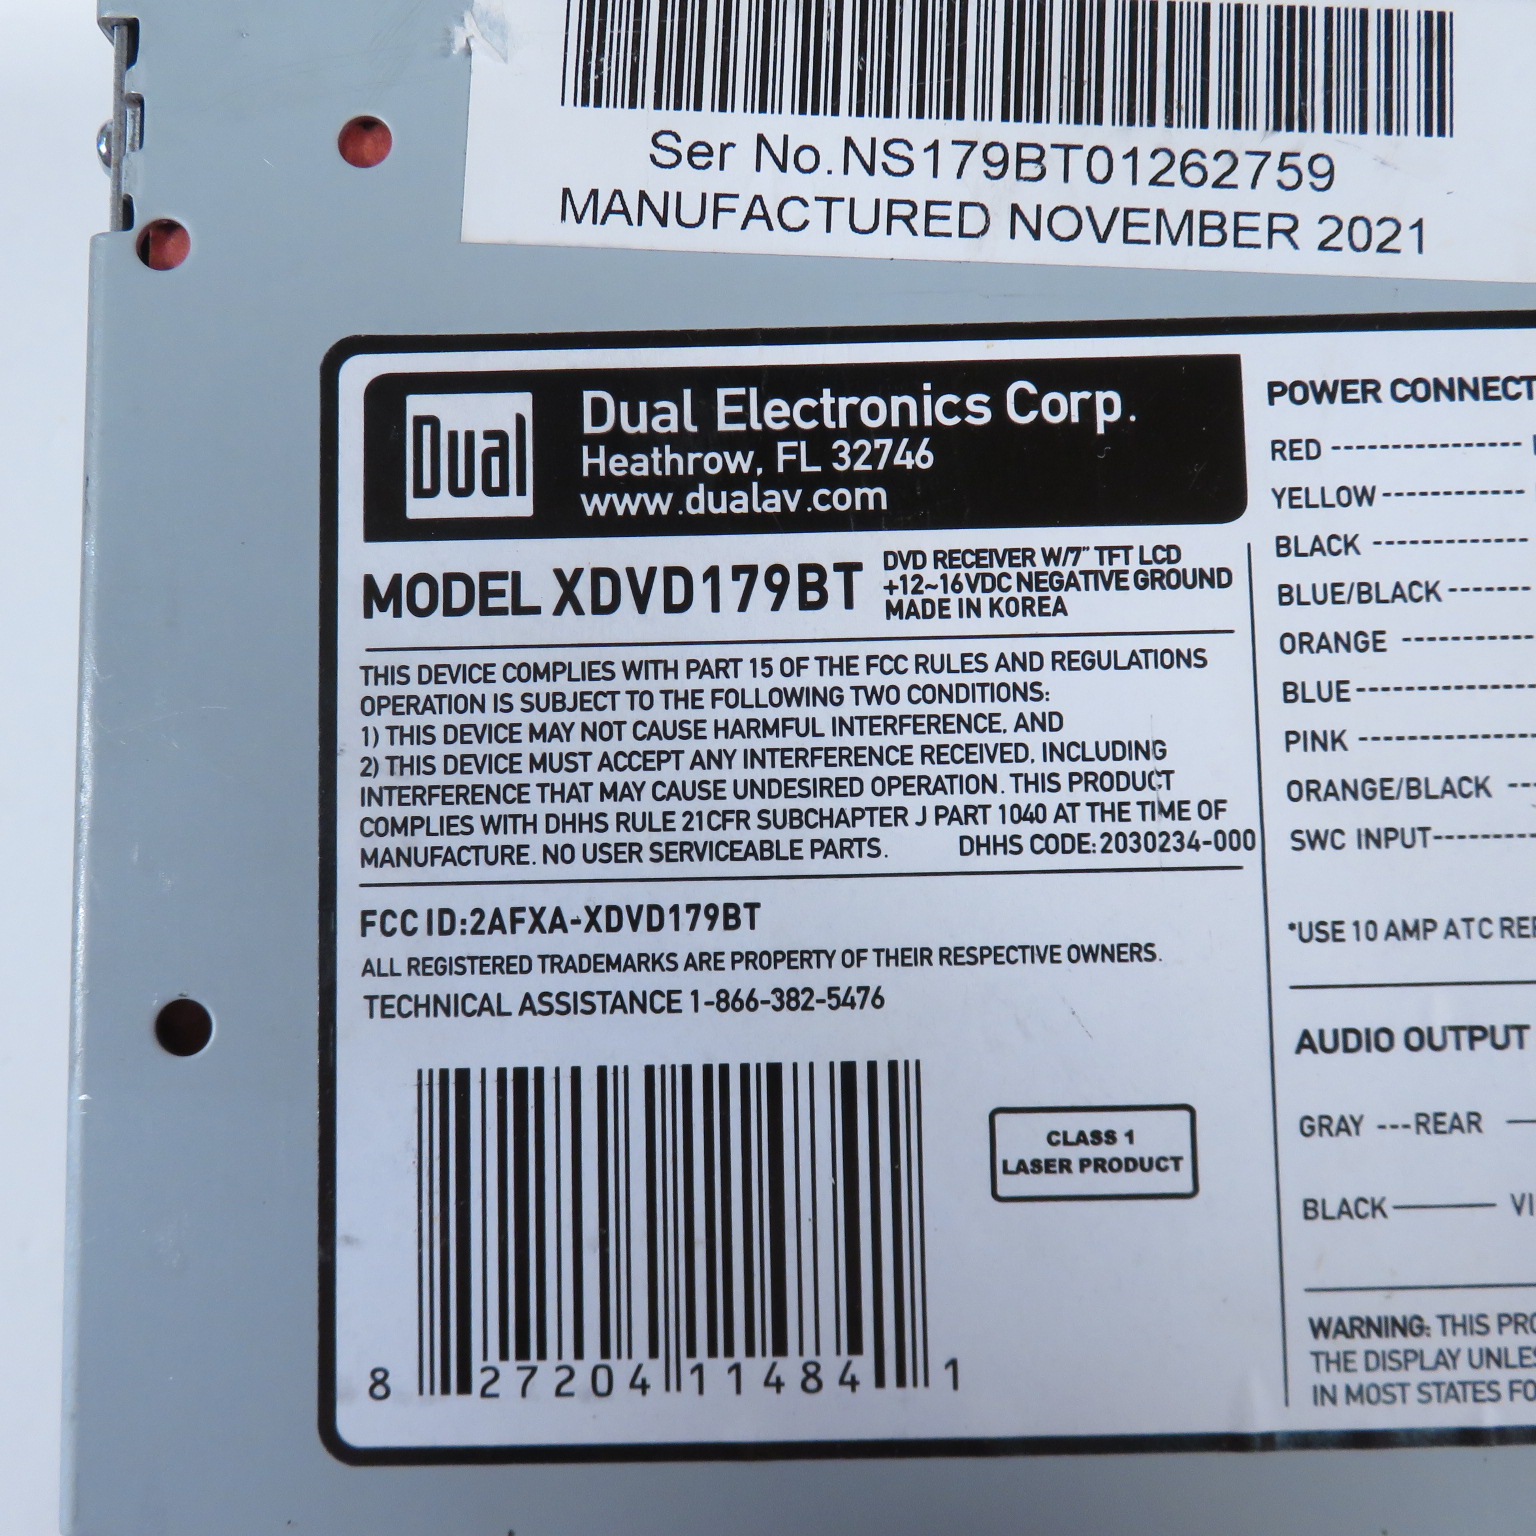 Ser No.NS179BT01262759
MANUFACTURED NOVEMBER 2021
Dual
Dual Electronics Corp.
Heathrow, FL 32746
www.dualav.com
MODEL XDVD179BT
DVD RECEIVER W/7" TFT LCD
+12~16VDC NEGATIVE GROUND
MADE IN KOREA
THIS DEVICE COMPLIES WITH PART 15 OF THE FCC RULES AND REGULATIONS
OPERATION IS SUBJECT TO THE FOLLOWING TWO CONDITIONS:
1) THIS DEVICE MAY NOT CAUSE HARMFUL INTERFERENCE, AND
2) THIS DEVICE MUST ACCEPT ANY INTERFERENCE RECEIVED, INCLUDING
INTERFERENCE THAT MAY CAUSE UNDESIRED OPERATION. THIS PRODUCT
COMPLIES WITH DHHS RULE 21CFR SUBCHAPTER J PART 1040 AT THE TIME OF
MANUFACTURE. NO USER SERVICEABLE PARTS. DHHS CODE: 2030234-000
FCC ID:2AFXA-XDVD179BT
ALL REGISTERED TRADEMARKS ARE PROPERTY OF THEIR RESPECTIVE OWNERS.
TECHNICAL ASSISTANCE 1-866-382-5476
CLASS 1
LASER PRODUCT
8 27204 11484 1
POWER CONNECT
RED
YELLOW
BLACK
BLUE/BLACK
ORANGE
BLUE
PINK
ORANGE/BLACK
SWC INPUT
*USE 10 AMP ATC
AUDIO OUTPUT
GRAY ---REAR
BLACK
WARNING: THIS
THE DISPLAY
IN MOST STATES